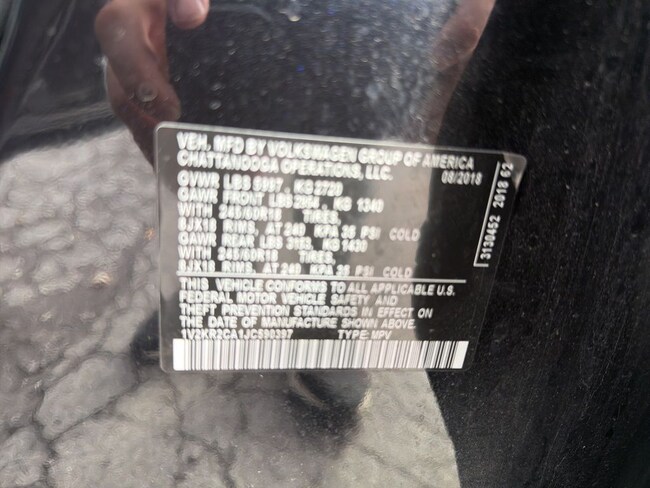 VEH. MFD BY VOLKSWAGEN GROUP OF AMERICA
CHATTANOOGA OPERATIONS, LLC.
08/2018
GVWR LBS 5997 KG 2720
GAWR FRONT LBS KG 1340
WITH 245/60R18 TIRES,
8JX18 RIMS, AT 240 KPA 35 PSI COLD
GAWR REAR LBS 3153 KG 1430
WITH 245/60R18 TIRES,
RIMS, AT 240 KPA 35 PSI COLD
THIS VEHICLE CONFORMS TO ALL APPLICABLE U.S.
FEDERAL MOTOR VEHICLE SAFETY AND
THEFT PREVENTION STANDARDS IN EFFECT ON
THE DATE OF MANUFACTURE SHOWN ABOVE.
TYPE: MPV
3130452 2018 62